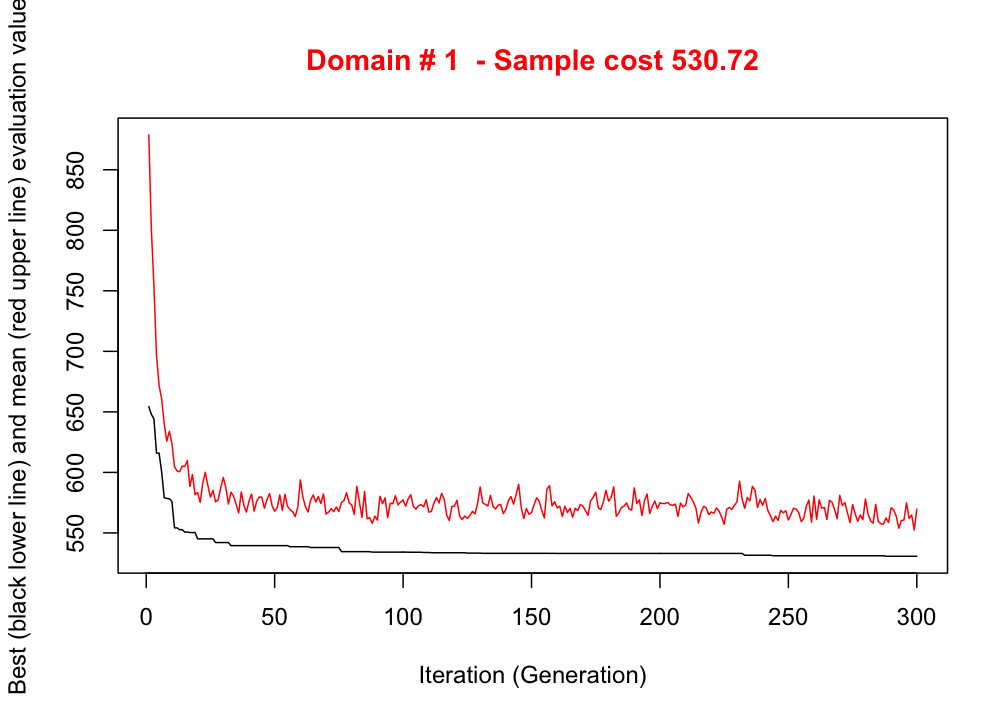 Domain # 1  - Sample cost 530.72
Best (black lower line) and mean (red upper line) evaluation value
850
800
750
700
650
600
550
0 50 100 150 200 250 300
Iteration (Generation)